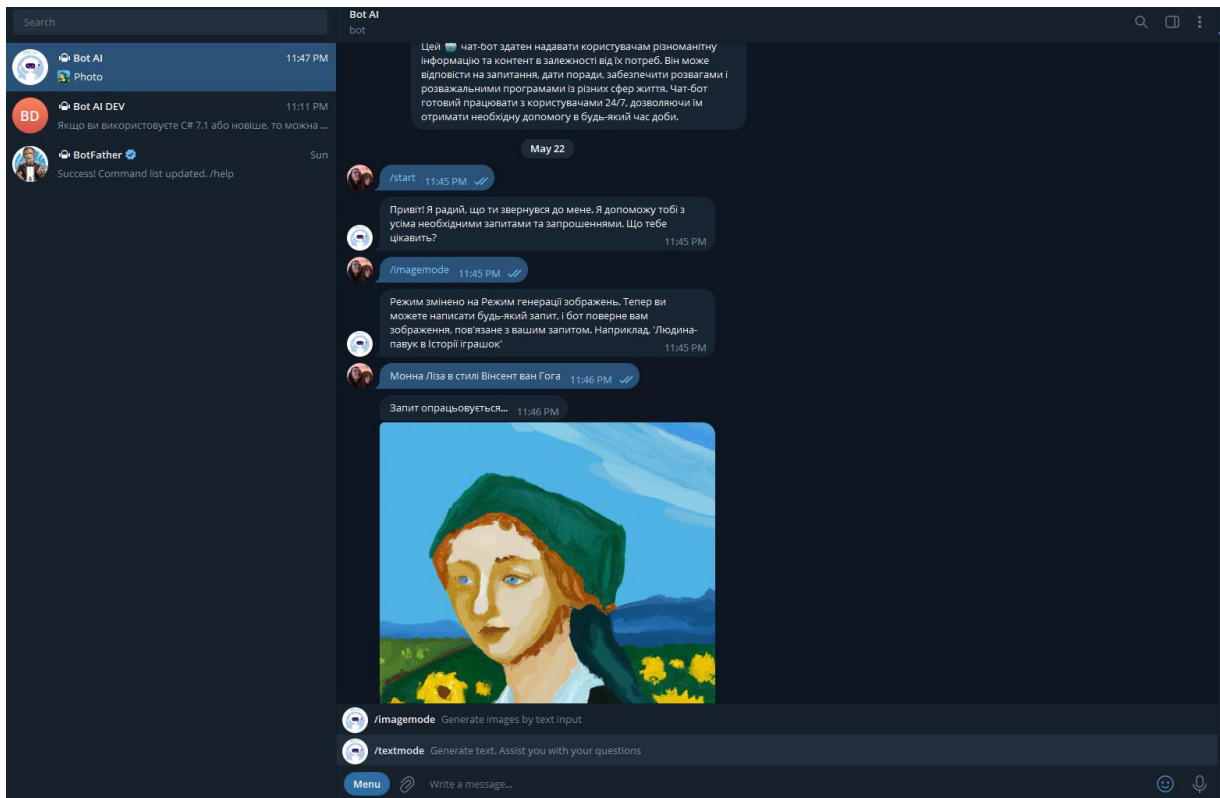 Search
Bot AI
11:47 PM
Photo
BD
Bot AI DEV
11:11 PM
Якщо ви використовуєте C# 7.1 або новіше, то можна ...
BotFather
Sun
Success! Command list updated. /help
Bot AI
bot
Цей чат-бот здатен надавати користувачам різноманітну
інформацію та контент в залежності від їх потреб. Він може
відповісти на запитання, дати поради, забезпечити розвагами і
розважальними програмами із різних сфер життя. Чат-бот
готовий працювати з користувачами 24/7, дозволяючи їм
отримати необхідну допомогу в будь-який час доби.
May 22
/start 11:45 PM
Привіт! Я радий, що ти звернувся до мене. Я допоможу тобі з
усіма необхідними запитами та запрошеннями. Що тебе
цікавить?
11:45 PM
/imagemode 11:45 PM
Режим змінено на Режим генерації зображень. Тепер ви
можете написати будь-який запит, і бот поверне вам
зображення, пов'язане з вашим запитом. Наприклад, 'Людина-
павук в Історії іграшок'
11:45 PM
Монна Ліза в стилі Вінсент ван Гога 11:46 PM
Запит опрацьовується... 11:46 PM
/imagemode Generate images by text input
/textmode Generate text. Assist you with your questions
Menu
Write a message...